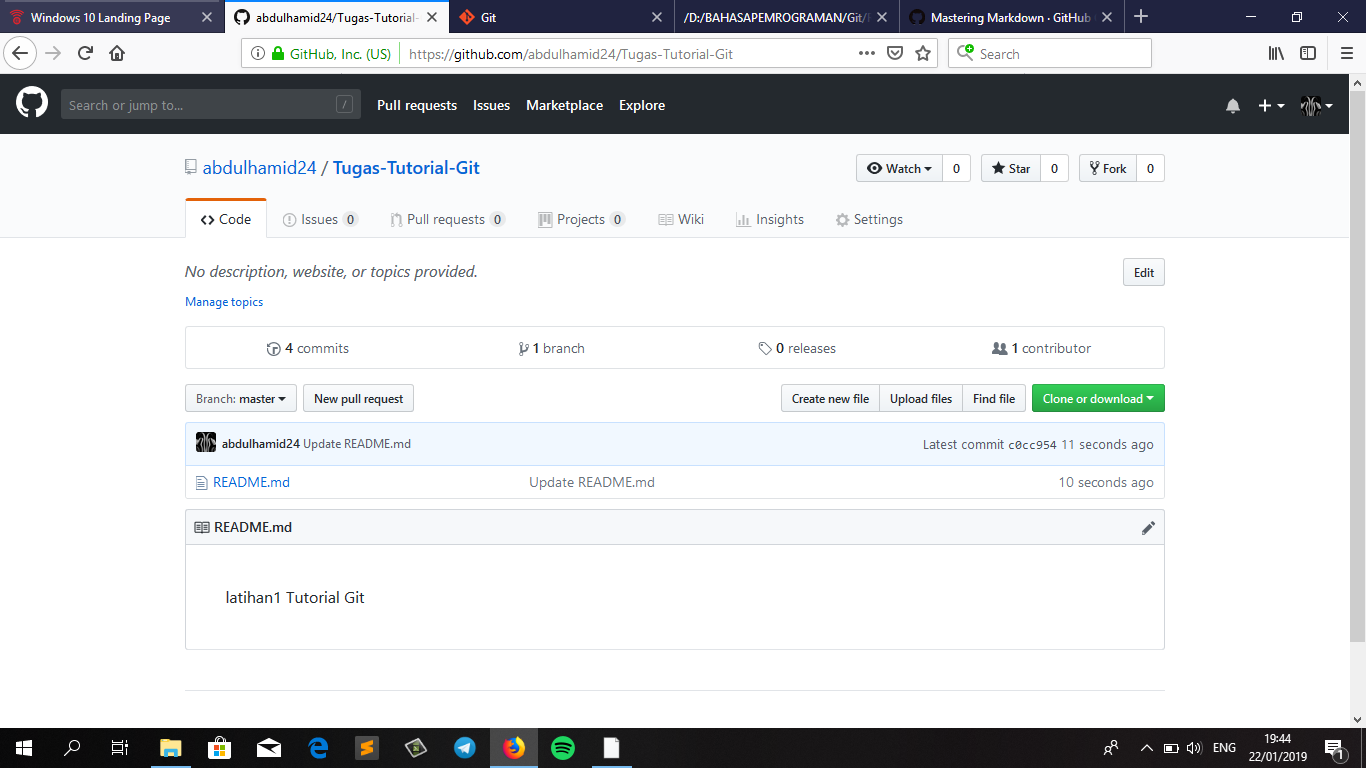 Windows 10 Landing Page
abdulhamid24/Tugas-Tutorial-
Git
/D:/BAHASAPEMROGRAMAN/Git/
Mastering Markdown · GitHub
GitHub, Inc. (US)
https://github.com/abdulhamid24/Tugas-Tutorial-Git
Search
Search or jump to...
/
Pull requests
Issues
Marketplace
Explore
abdulhamid24 / Tugas-Tutorial-Git
Watch 0
Star 0
Fork 0
Code
Issues 0
Pull requests 0
Projects 0
Wiki
Insights
Settings
No description, website, or topics provided.
Edit
Manage topics
4 commits
1 branch
0 releases
1 contributor
Branch: master
New pull request
Create new file
Upload files
Find file
Clone or download
abdulhamid24 Update README.md
Latest commit c0cc954 11 seconds ago
README.md
Update README.md
10 seconds ago
README.md
latihan1 Tutorial Git
ENG
19:44
22/01/2019
1